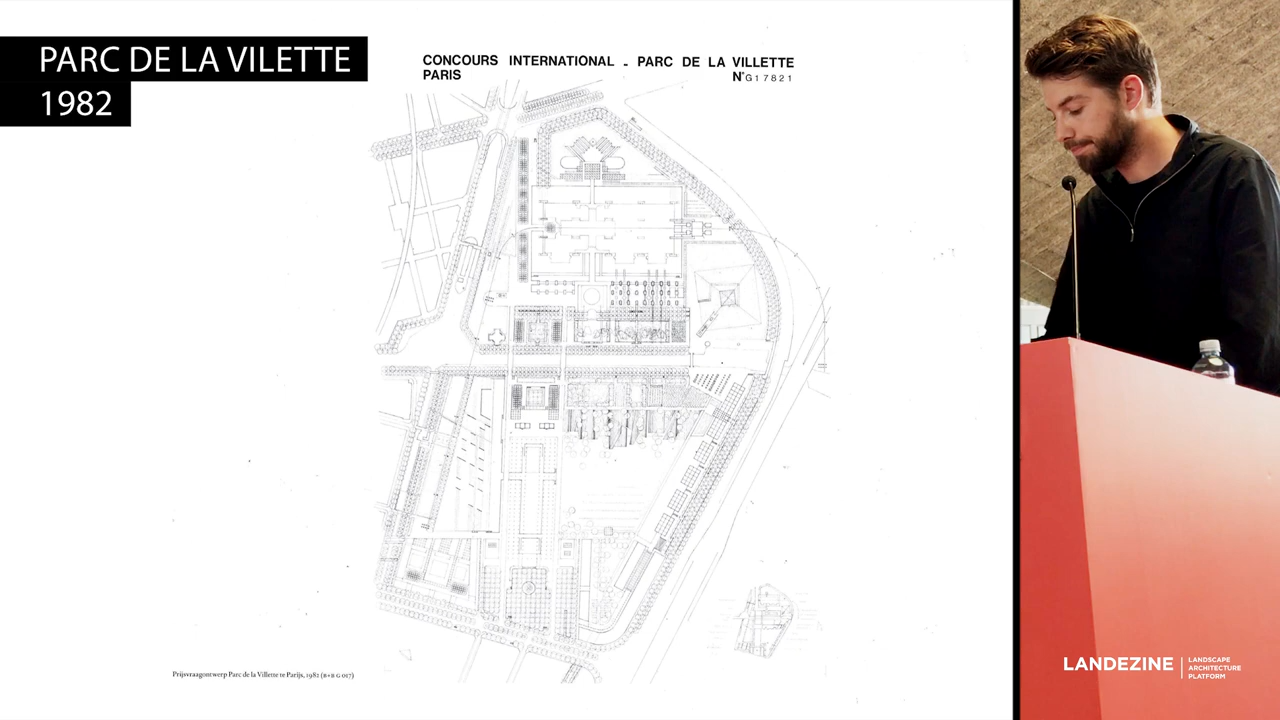 PARC DE LA VILETTE
1982
CONCOURS INTERNATIONAL - PARC DE LA VILLETTE
PARIS N°G17821
Prijsvraagontwerp Parc de la Villette te Parijs, 1982 (B+B G 017)
LANDEZINE
LANDSCAPE
ARCHITECTURE
PLATFORM